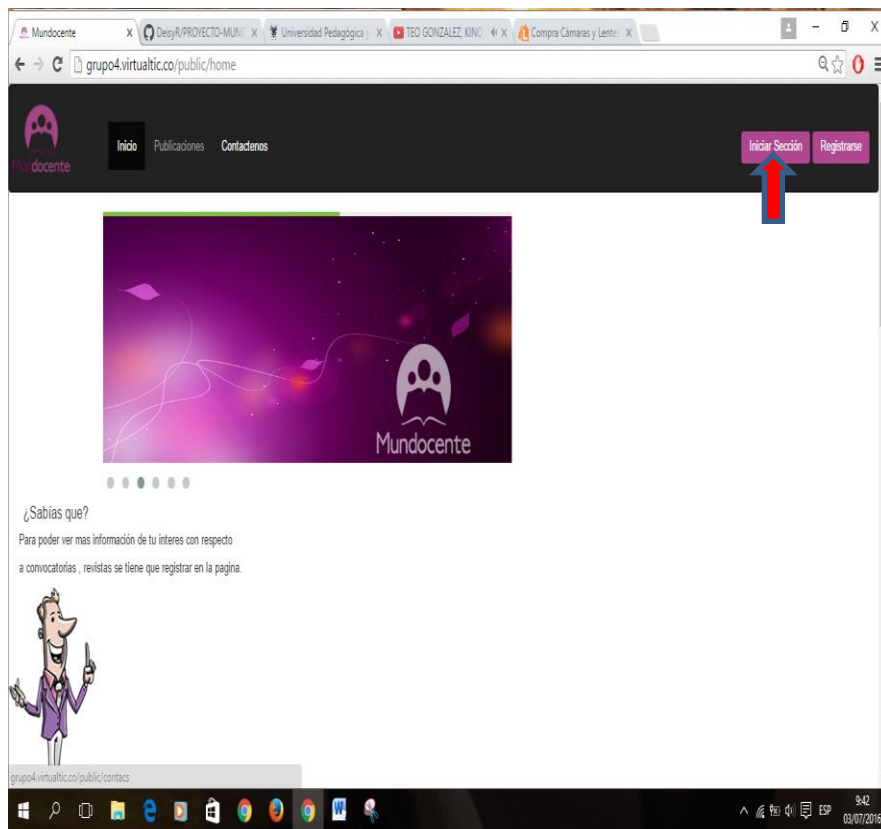 Mundocente
DeisyR/PROYECTO-MUN
Universidad Pedagógica y
TEO GONZALEZ, KING
Compra Cámaras y Lentes
grupo4.virtualtic.co/public/home
Mundocente
Inicio Publicaciones Contactenos
Iniciar Sección Registrarse
Mundocente
¿Sabías que?
Para poder ver mas información de tu interes con respecto
a convocatorias , revistas se tiene que registrar en la pagina.
grupo4.virtualtic.co/public/contacs
ESP
9:42
03/07/2016